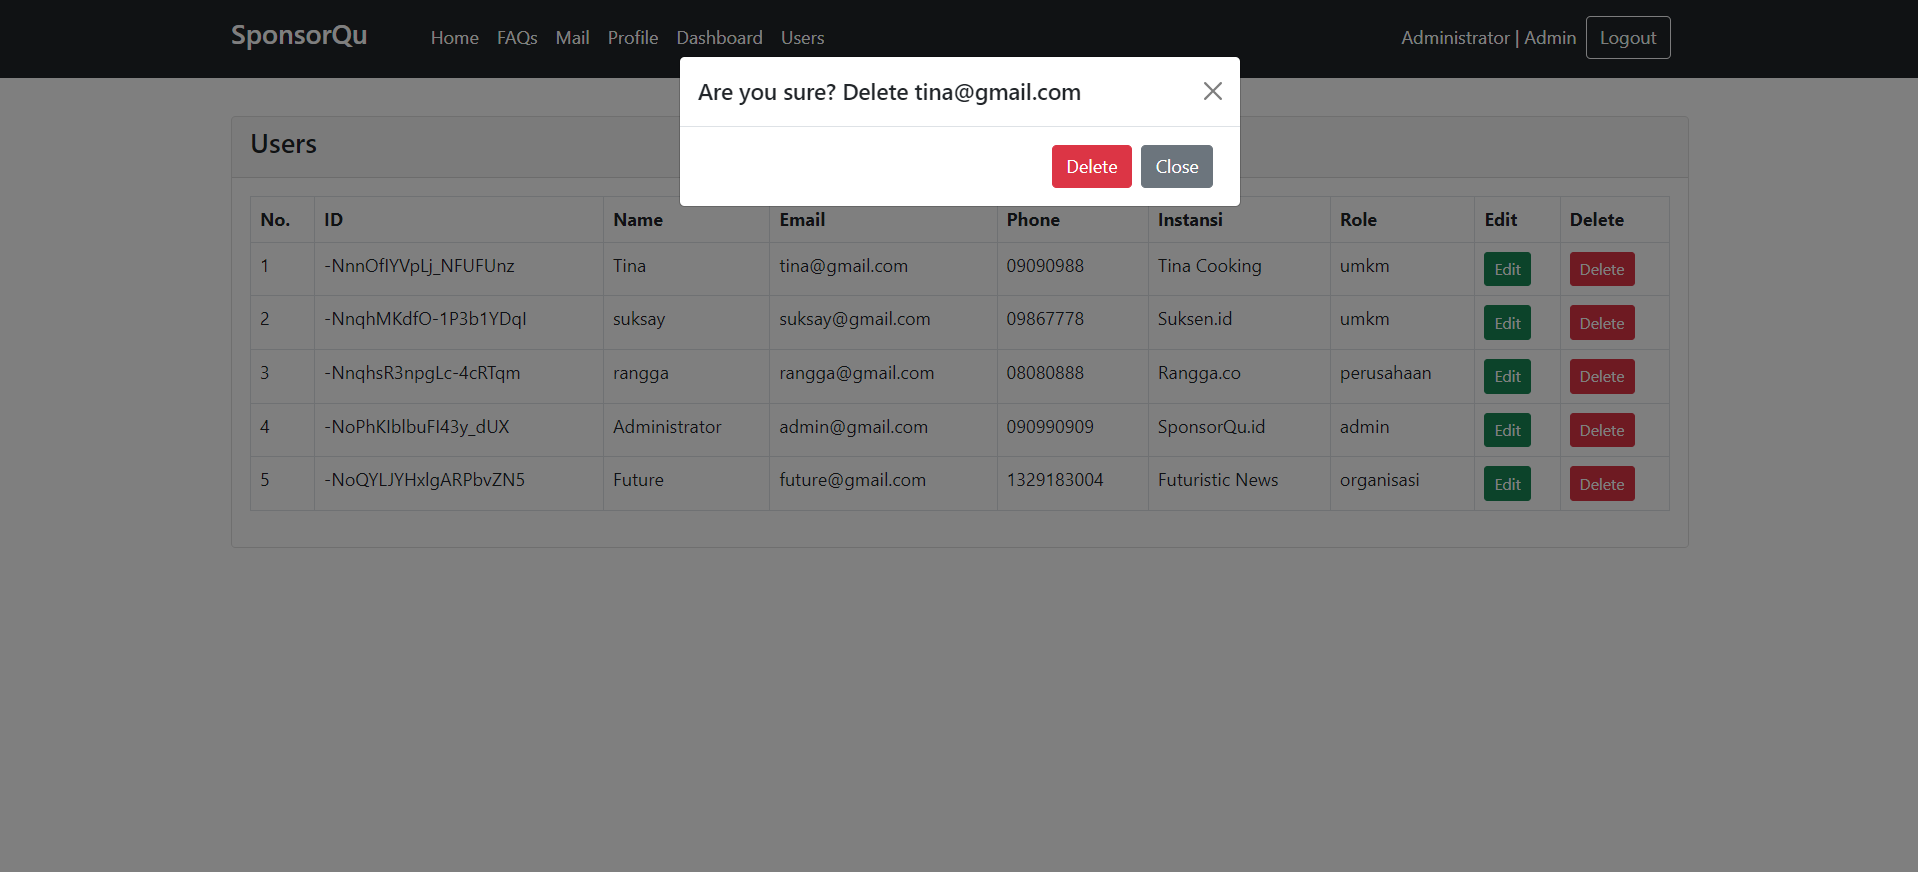 SponsorQu Home FAQs Mail Profile Dashboard Users Administrator | Admin Logout
Are you sure? Delete tina@gmail.com
Delete Close
Users
No. ID Name Email Phone Instansi Role Edit Delete
1 -NnnOflYVpLj_NFUFUnz Tina tina@gmail.com 09090988 Tina Cooking umkm Edit Delete
2 -NnqhMKdfO-1P3b1YDqI suksay suksay@gmail.com 09867778 Suksen.id umkm Edit Delete
3 -NnqhsR3npgLc-4cRTqm rangga rangga@gmail.com 08080888 Rangga.co perusahaan Edit Delete
4 -NoPhKIblbuFI43y_dUX Administrator admin@gmail.com 090990909 SponsorQu.id admin Edit Delete
5 -NoQYLJYHxlgARPbvZN5 Future future@gmail.com 1329183004 Futuristic News organisasi Edit Delete